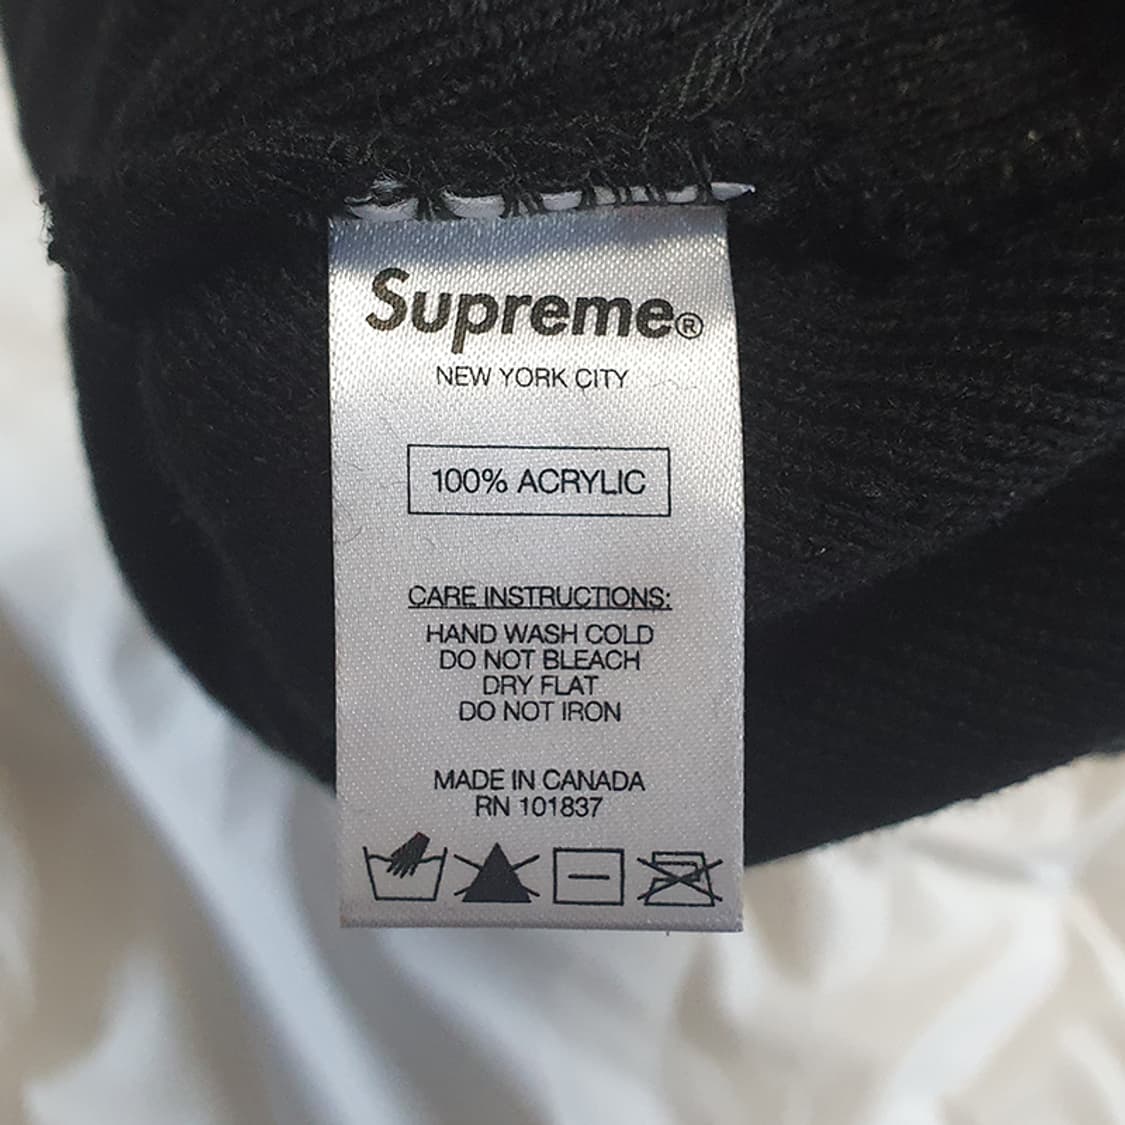 Supreme®
NEW YORK CITY
100% ACRYLIC
CARE INSTRUCTIONS:
HAND WASH COLD
DO NOT BLEACH
DRY FLAT
DO NOT IRON
MADE IN CANADA
RN 101837